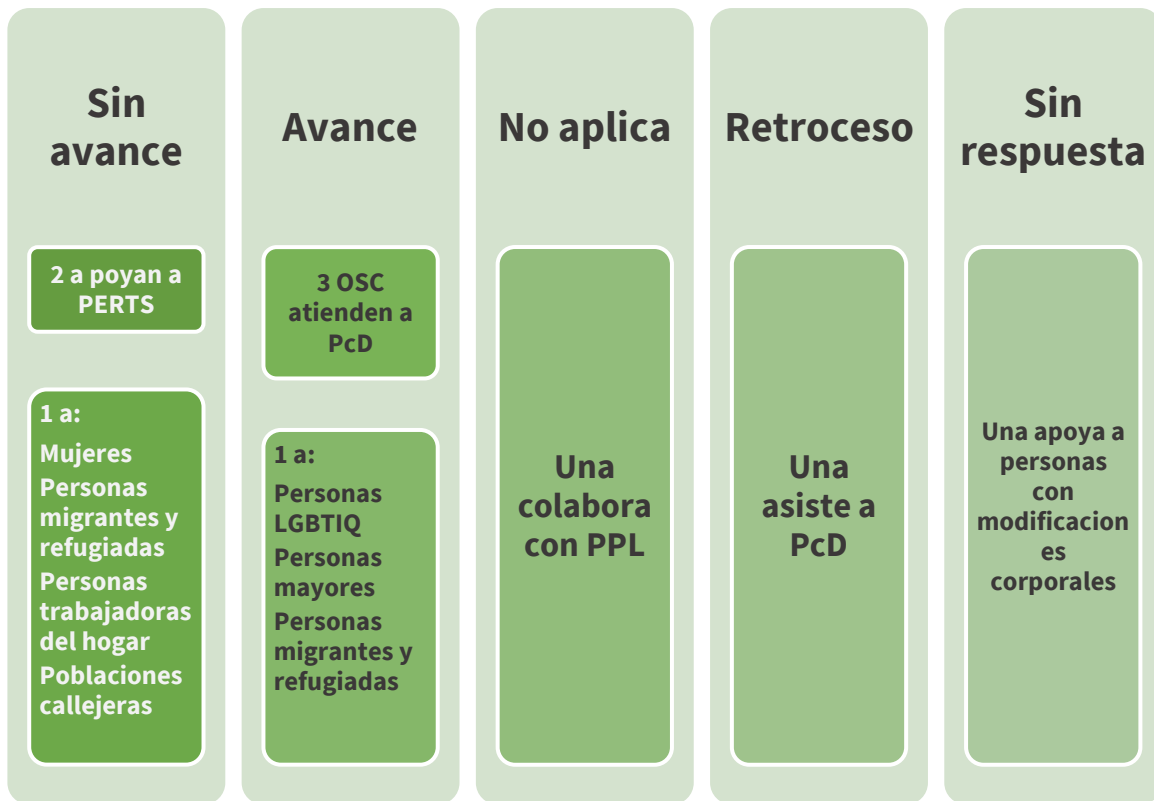 Sin
avance
2 a poyan a
PERTS
1 a:
Mujeres
Personas
migrantes y
refugiadas
Personas
trabajadoras
del hogar
Poblaciones
callejeras
Avance
3 OSC
atienden a
PcD
1 a:
Personas
LGBTIQ
Personas
mayores
Personas
migrantes y
refugiadas
No aplica
Una
colabora
con PPL
Retroceso
Una
asiste a
PcD
Sin
respuesta
Una apoya a
personas
con
modificacion
es
corporales